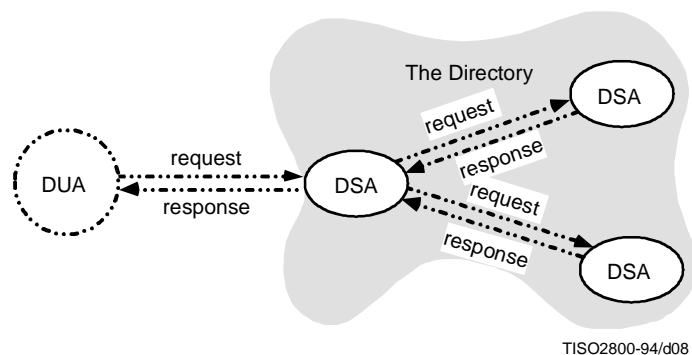 The Directory
DSA
request
response
request
DUA
DSA
response
request
response
DSA
TISO2800-94/d08